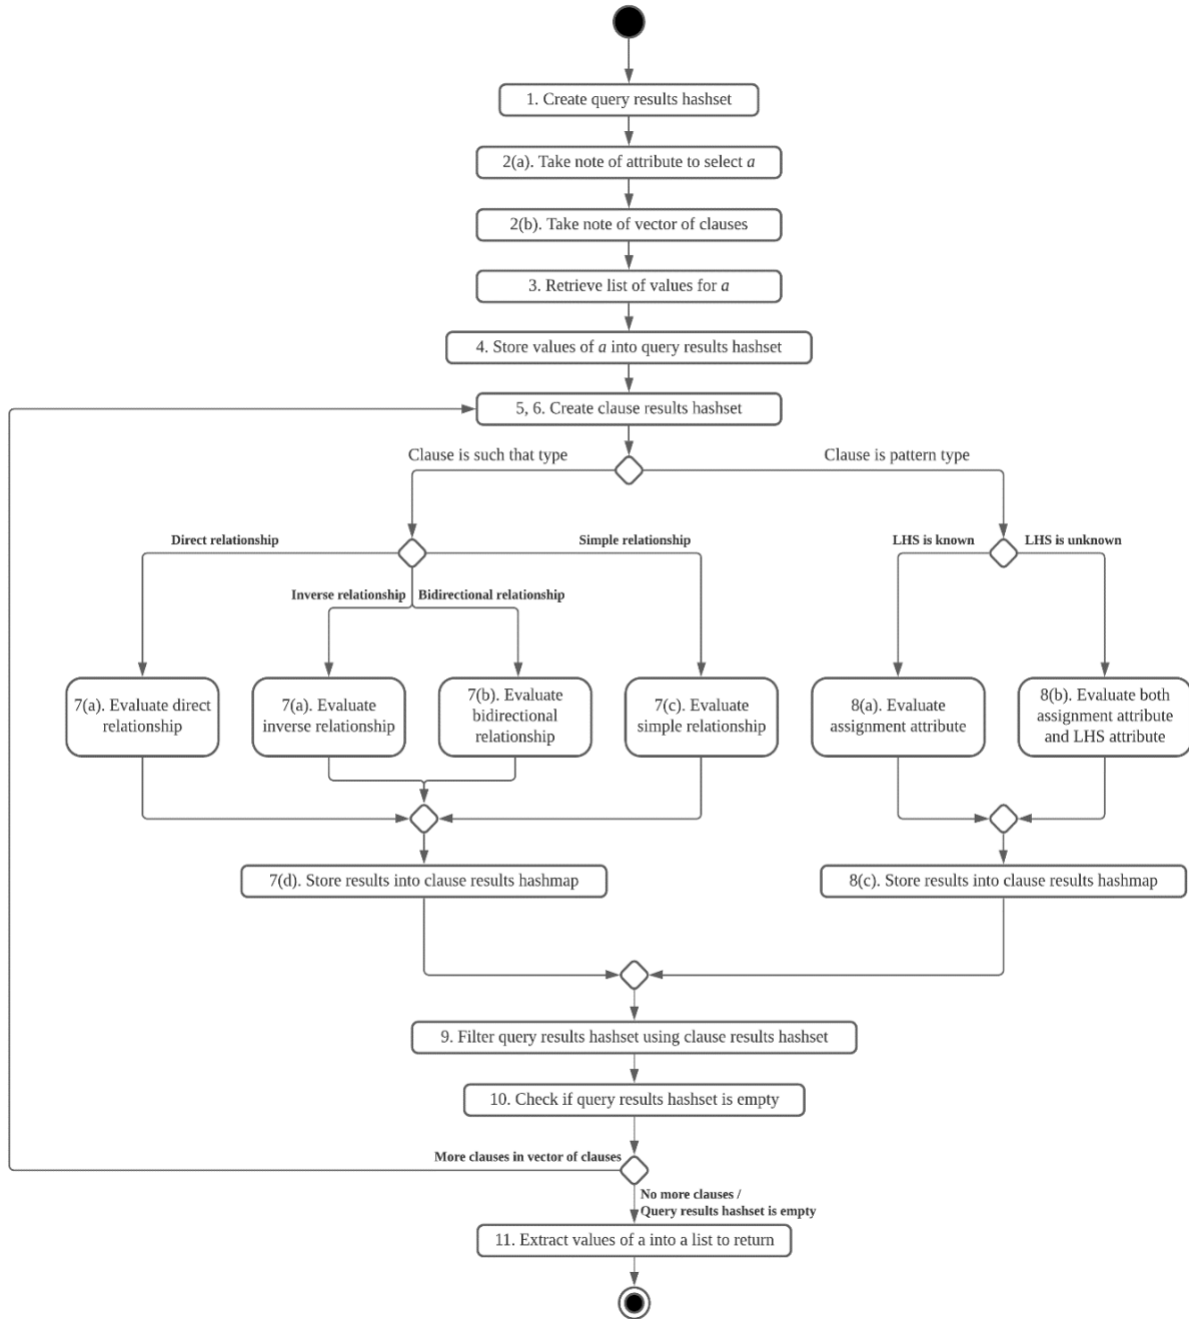 1. Create query results hashset
2(a). Take note of attribute to select a
2(b). Take note of vector of clauses
3. Retrieve list of values for a
4. Store values of a into query results hashset
5, 6. Create clause results hashset
Clause is such that type
Clause is pattern type
Direct relationship
Simple relationship
LHS is known
LHS is unknown
Inverse relationship
Bidirectional relationship
7(a). Evaluate direct
relationship
7(a). Evaluate
inverse relationship
7(b). Evaluate
bidirectional
relationship
7(c). Evaluate
simple relationship
8(a). Evaluate
assignment attribute
8(b). Evaluate both
assignment attribute
and LHS attribute
7(d). Store results into clause results hashmap
8(c). Store results into clause results hashmap
9. Filter query results hashset using clause results hashset
10. Check if query results hashset is empty
More clauses in vector of clauses
No more clauses /
Query results hashset is empty
11. Extract values of a into a list to return